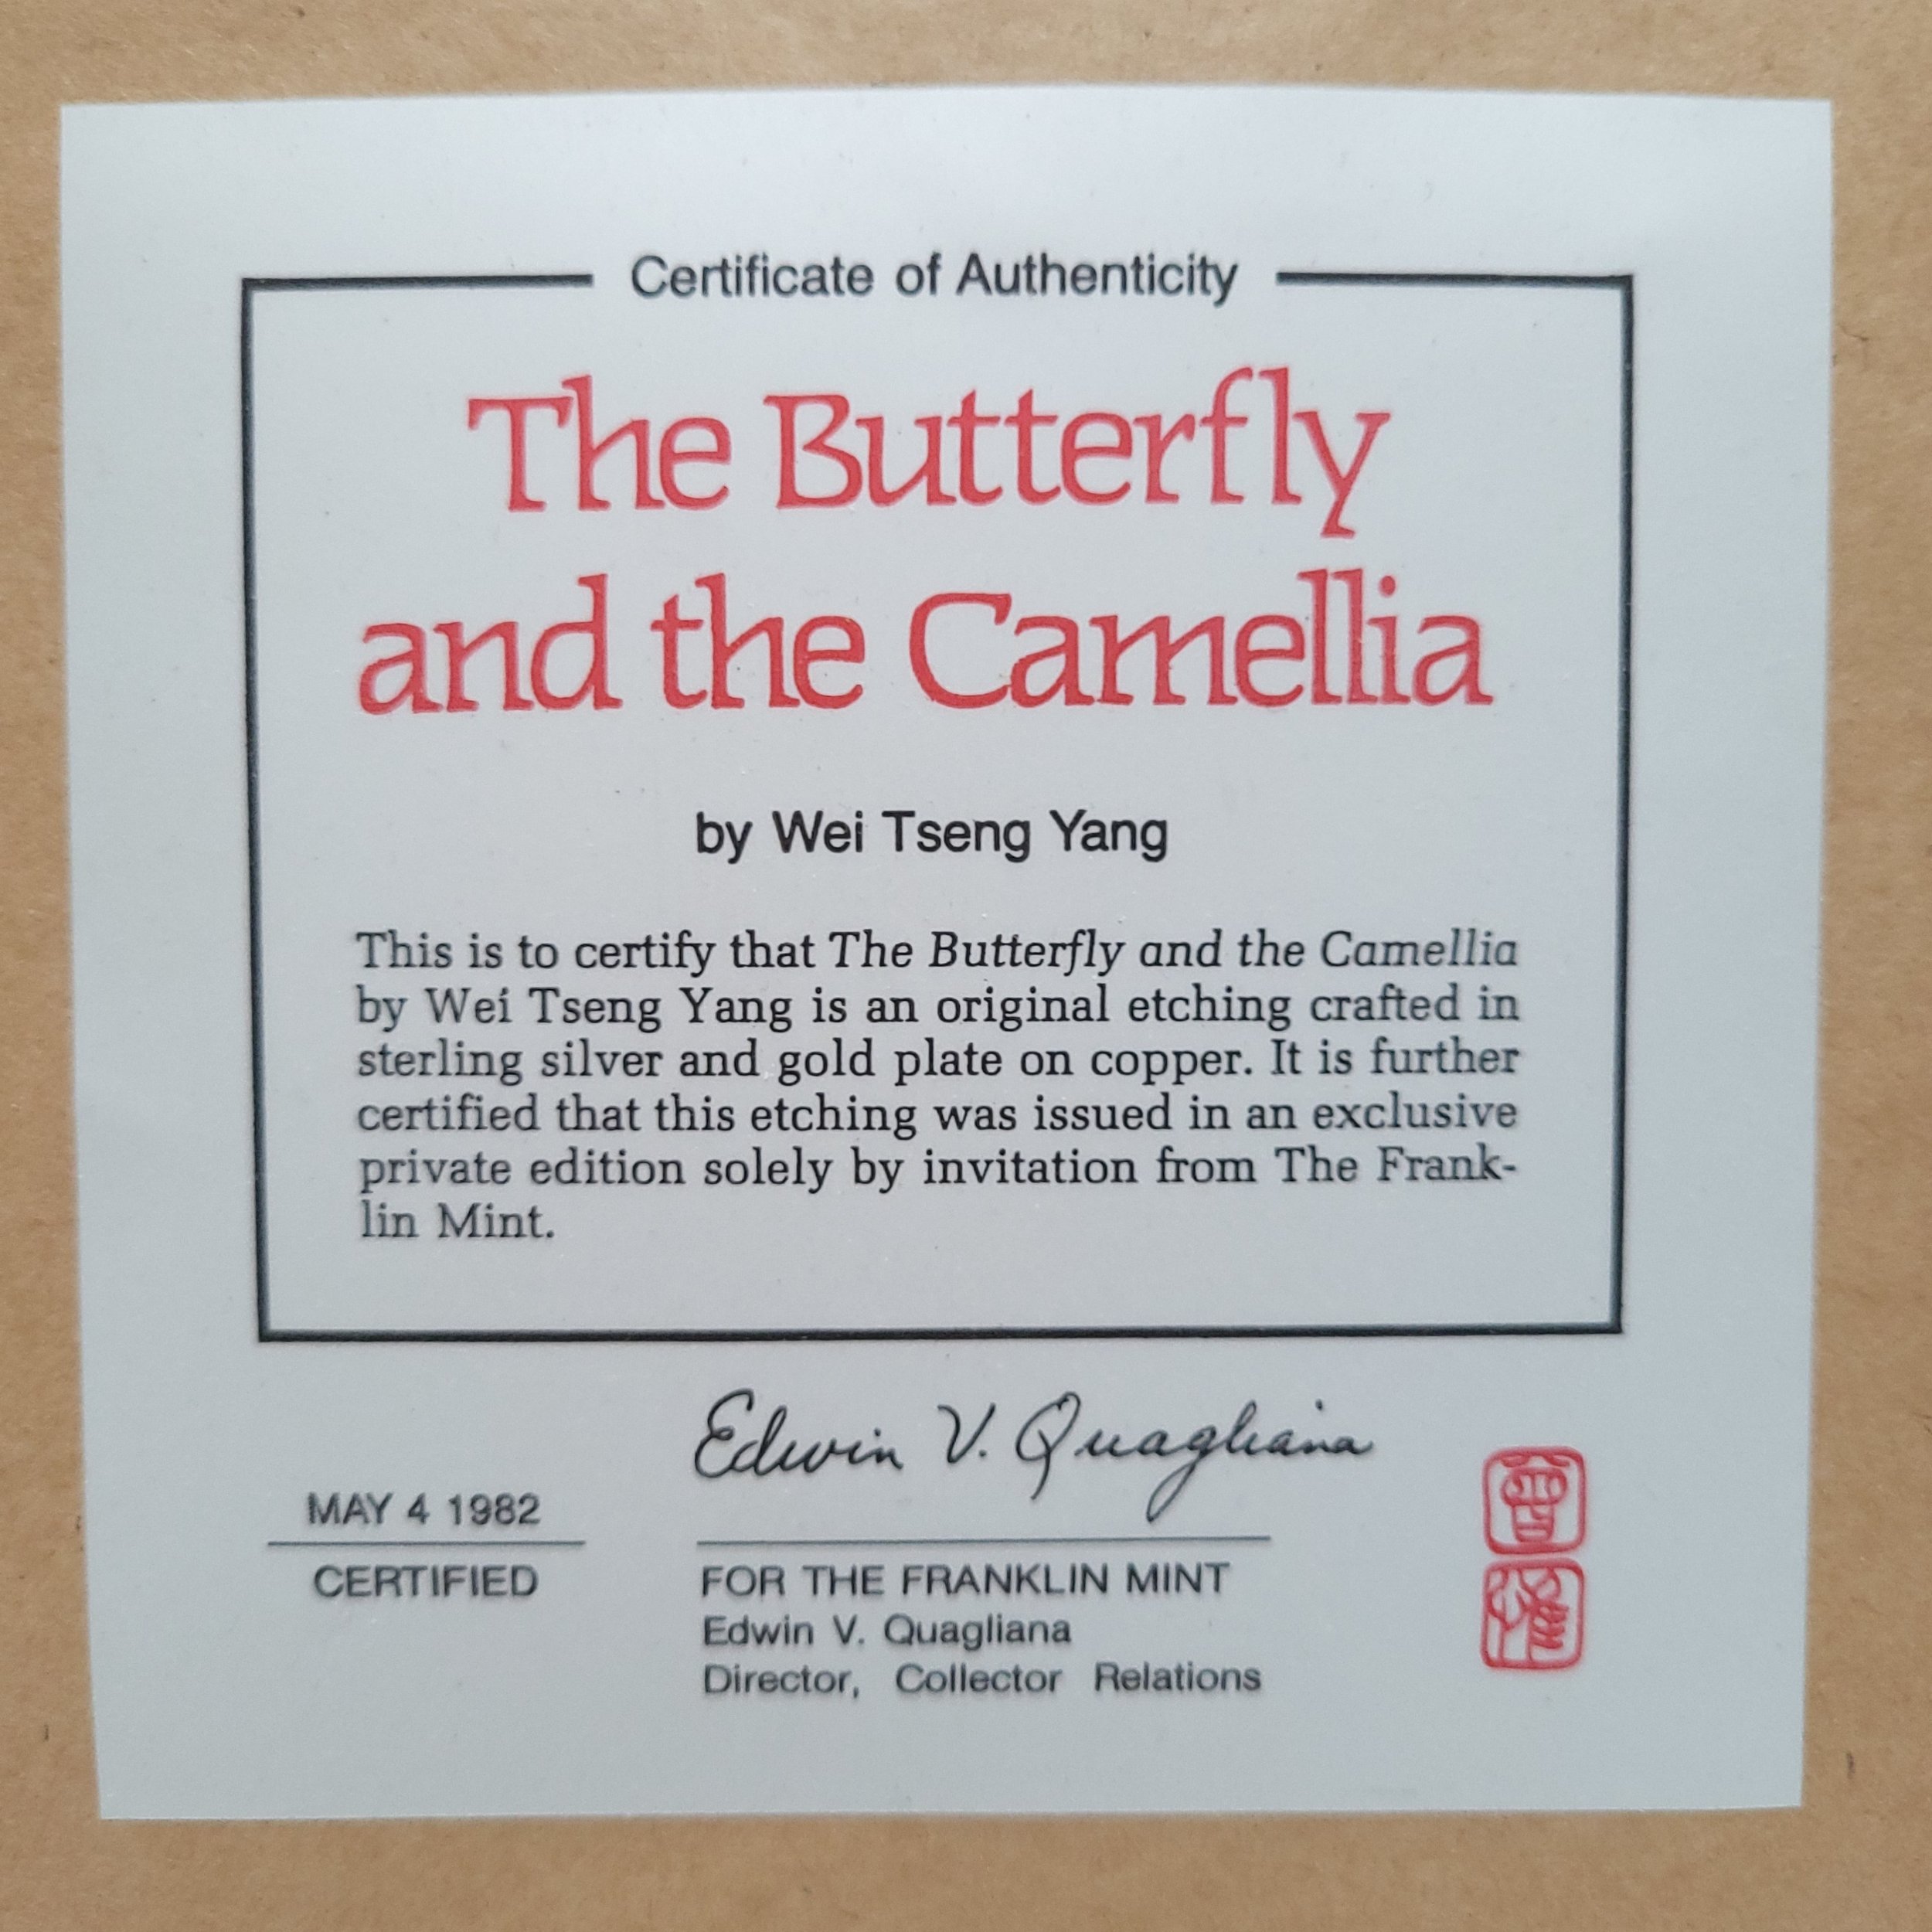 Certificate of Authenticity
The Butterfly
and the Camellia
by Wei Tseng Yang
This is to certify that The Butterfly and the Camellia
by Wei Tseng Yang is an original etching crafted in
sterling silver and gold plate on copper. It is further
certified that this etching was issued in an exclusive
private edition solely by invitation from The Frank-
lin Mint.
Edwin V. Quagliana
MAY 4 1982
CERTIFIED
FOR THE FRANKLIN MINT
Edwin V. Quagliana
Director, Collector Relations